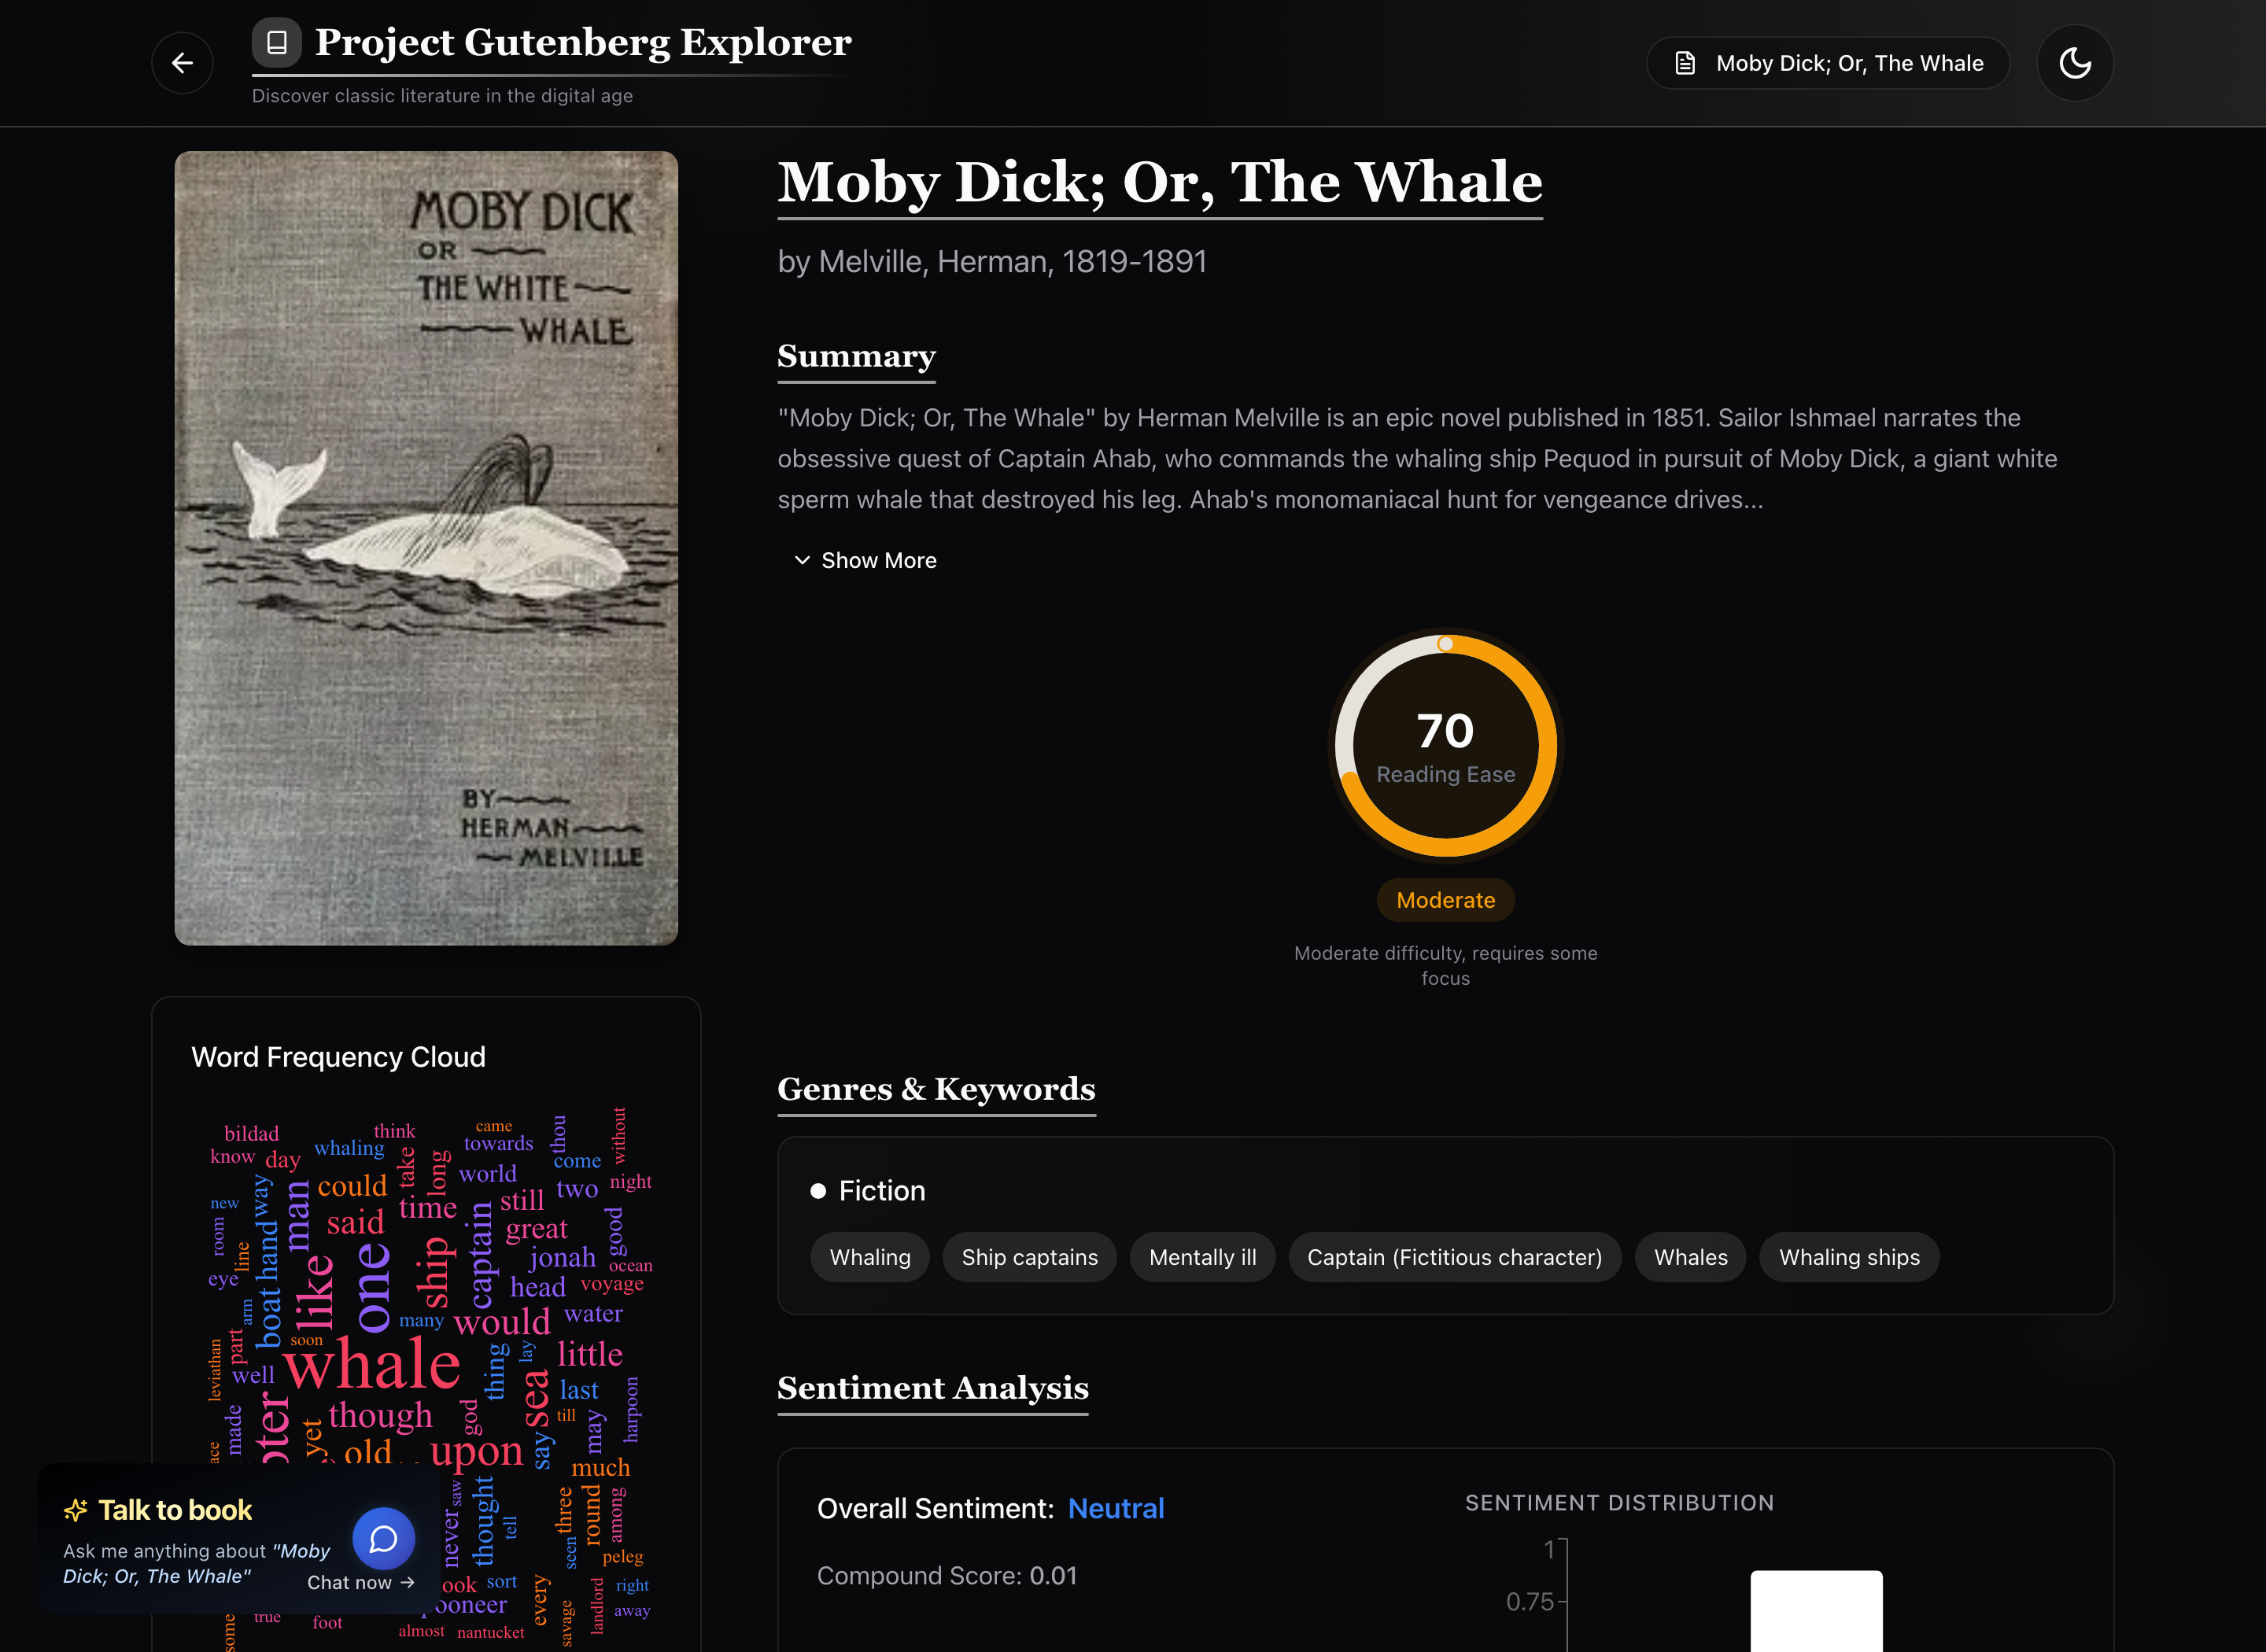 Project Gutenberg Explorer
Discover classic literature in the digital age
Moby Dick; Or, The Whale
MOBY DICK
OR
THE WHITE
WHALE
BY
HERMAN
MELVILLE
Moby Dick; Or, The Whale
by Melville, Herman, 1819-1891
Summary
"Moby Dick; Or, The Whale" by Herman Melville is an epic novel published in 1851. Sailor Ishmael narrates the
obsessive quest of Captain Ahab, who commands the whaling ship Pequod in pursuit of Moby Dick, a giant white
sperm whale that destroyed his leg. Ahab's monomaniacal hunt for vengeance drives...
Show More
70
Reading Ease
Moderate
Moderate difficulty, requires some
focus
Genres & Keywords
Fiction
Whaling Ship captains Mentally ill Captain (Fictitious character) Whales Whaling ships
Sentiment Analysis
Overall Sentiment: Neutral
Compound Score: 0.01
SENTIMENT DISTRIBUTION
1
0.75
Word Frequency Cloud
bildad
think
came
thou
without
know
day
whaling
take
long
towards
come
world
new
way
man
could
time
still
two
night
room
line
hand
said
captain
great
good
jonah
ocean
eye
like
one
ship
head
voyage
arm
boat
many
would
water
leviathan
part
soon
well
whale
thing
lay
little
sea
last
harpoon
made
though
god
till
may
yet
old
upon
say
much
never
saw
thought
tell
three
round
among
seen
peleg
sort
every
landlord
right
away
savage
some
true
foot
almost
nantucket
Talk to book
Ask me anything about "Moby
Dick; Or, The Whale"
Chat now